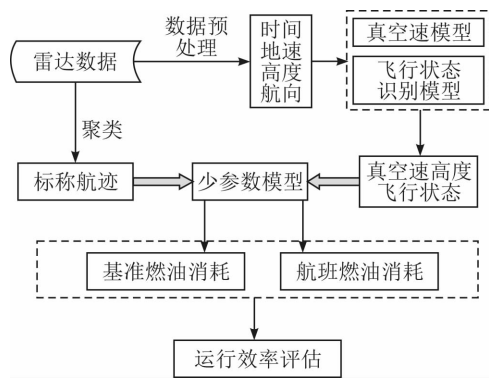 数据预
处理
雷达数据
时间
地速
高度
航向
真空速模型
飞行状态
识别模型
聚类
标称航迹
少参数模型
真空速高度
飞行状态
基准燃油消耗
航班燃油消耗
运行效率评估